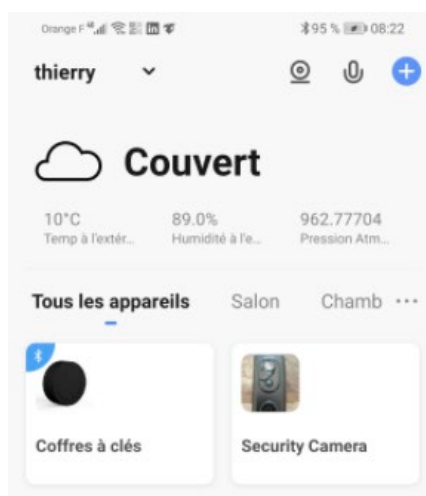 Orange F 95 % 08:22
thierry
Couvert
10°C 89.0% 962.77704
Temp à l'extér... Humidité à l'e... Pression Atm...
Tous les appareils Salon Chamb ...
Coffres à clés Security Camera